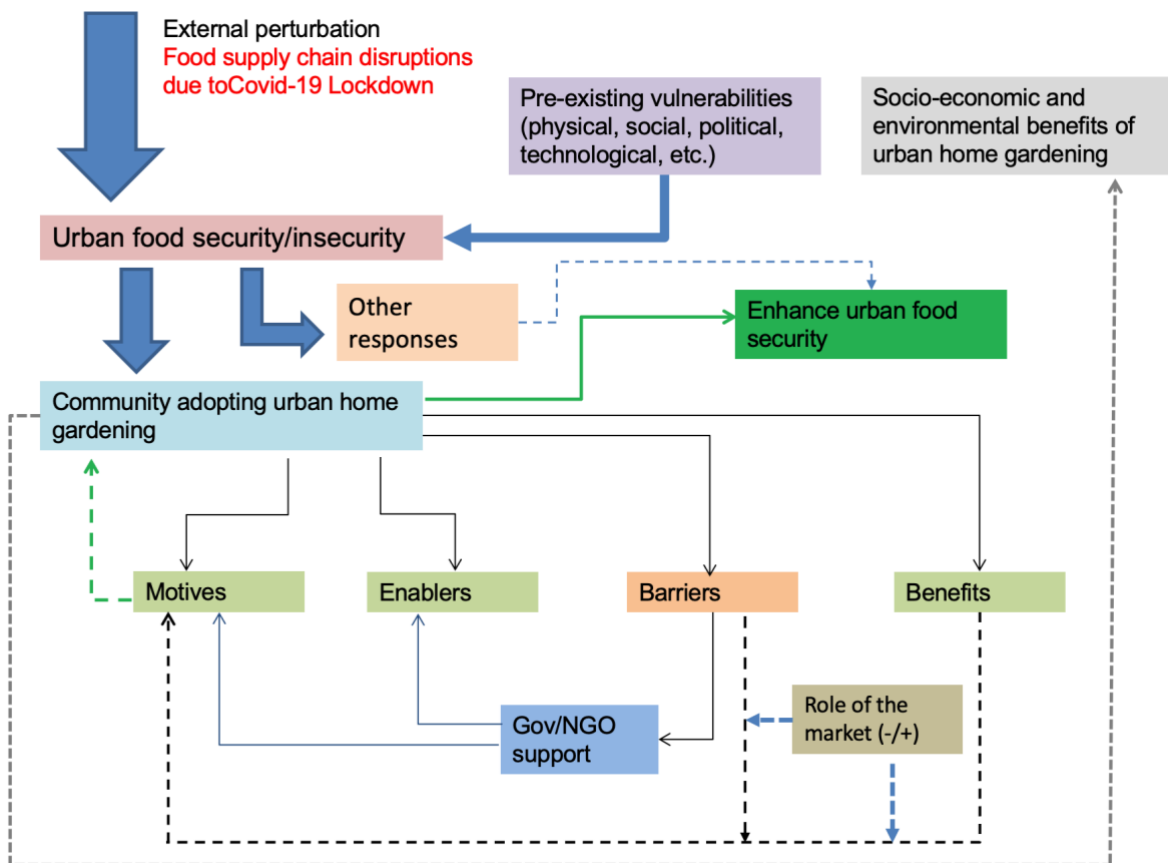 External perturbation
Food supply chain disruptions
due toCovid-19 Lockdown
Pre-existing vulnerabilities
(physical, social, political,
technological, etc.)
Socio-economic and
environmental benefits of
urban home gardening
Urban food security/insecurity
Other
responses
Enhance urban food
security
Community adopting urban home
gardening
Motives
Enablers
Barriers
Benefits
Gov/NGO
support
Role of the
market (-/+)